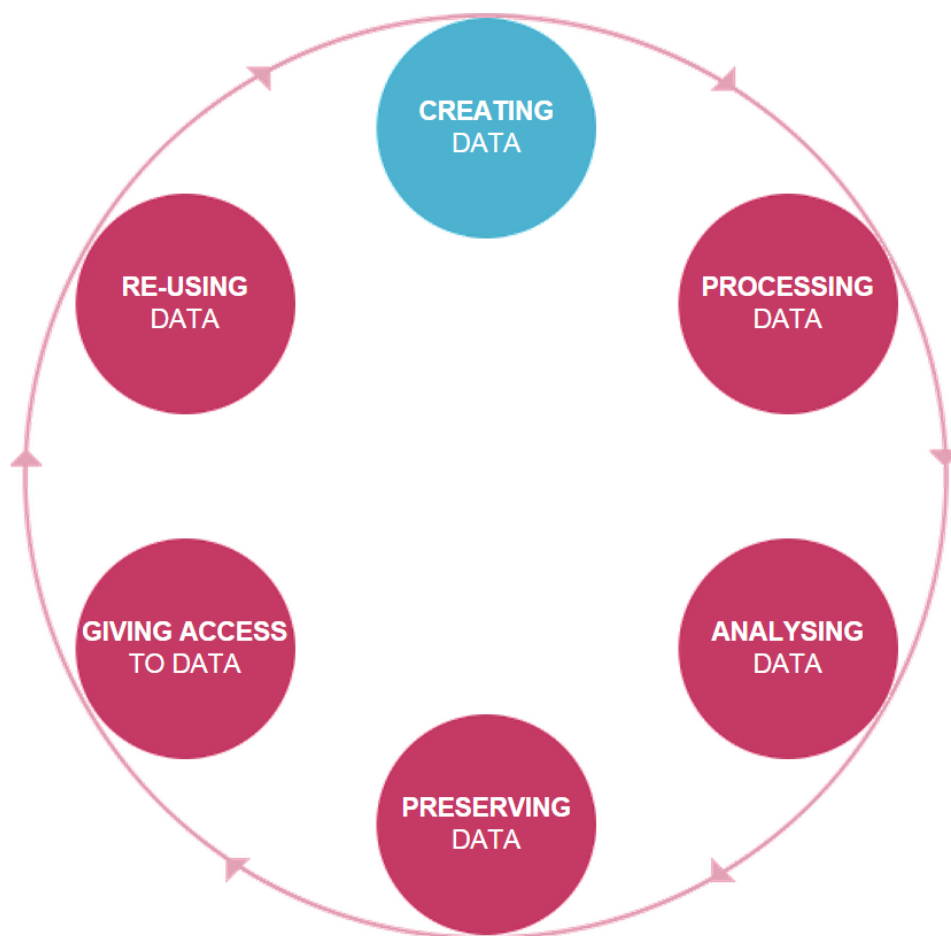 CREATING
DATA
PROCESSING
DATA
ANALYSING
DATA
PRESERVING
DATA
GIVING ACCESS
TO DATA
RE-USING
DATA